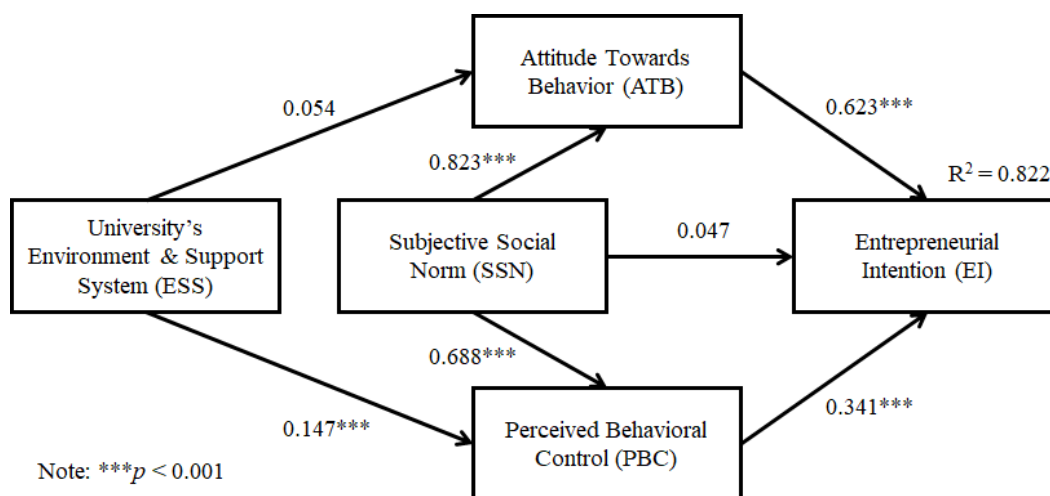 Attitude Towards
Behavior (ATB)
0.054
0.623***
0.823***
R² = 0.822
University’s
Environment & Support
System (ESS)
Subjective Social
Norm (SSN)
0.047
Entrepreneurial
Intention (EI)
0.688***
0.147***
0.341***
Perceived Behavioral
Control (PBC)
Note: ***p < 0.001